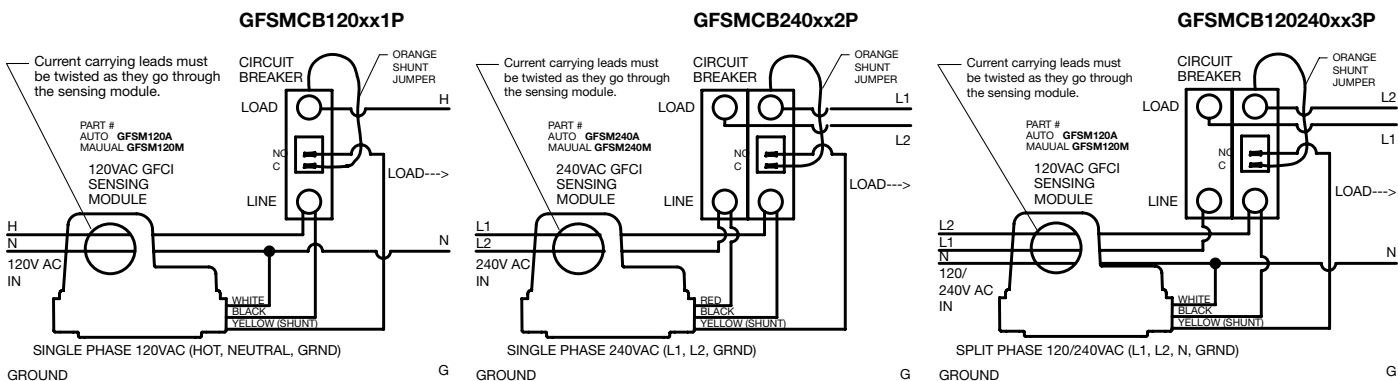 GFSMCB120xx1P
Current carrying leads must
be twisted as they go through
the sensing module.
CIRCUIT
BREAKER
ORANGE
SHUNT
JUMPER
LOAD
H
PART #
AUTO GFSM120A
MAUUAL GFSM120M
NO
C
120VAC GFCI
SENSING
MODULE
LOAD--->
LINE
H
N
N
120V AC
IN
WHITE
BLACK
YELLOW (SHUNT)
SINGLE PHASE 120VAC (HOT, NEUTRAL, GRND)
GROUND
G
GFSMCB240xx2P
Current carrying leads must
be twisted as they go through
the sensing module.
CIRCUIT
BREAKER
ORANGE
SHUNT
JUMPER
LOAD
L1
L2
PART #
AUTO GFSM240A
MAUUAL GFSM240M
NO
C
240VAC GFCI
SENSING
MODULE
LOAD--->
LINE
L1
L2
240V AC
IN
RED
BLACK
YELLOW (SHUNT)
SINGLE PHASE 240VAC (L1, L2, GRND)
GROUND
G
GFSMCB120240xx3P
Current carrying leads must
be twisted as they go through
the sensing module.
CIRCUIT
BREAKER
ORANGE
SHUNT
JUMPER
LOAD
L2
L1
PART #
AUTO GFSM120A
MAUUAL GFSM120M
NO
C
120VAC GFCI
SENSING
MODULE
LOAD--->
LINE
L2
L1
N
N
120/
240V AC
IN
WHITE
BLACK
YELLOW (SHUNT)
SPLIT PHASE 120/240VAC (L1, L2, N, GRND)
GROUND
G